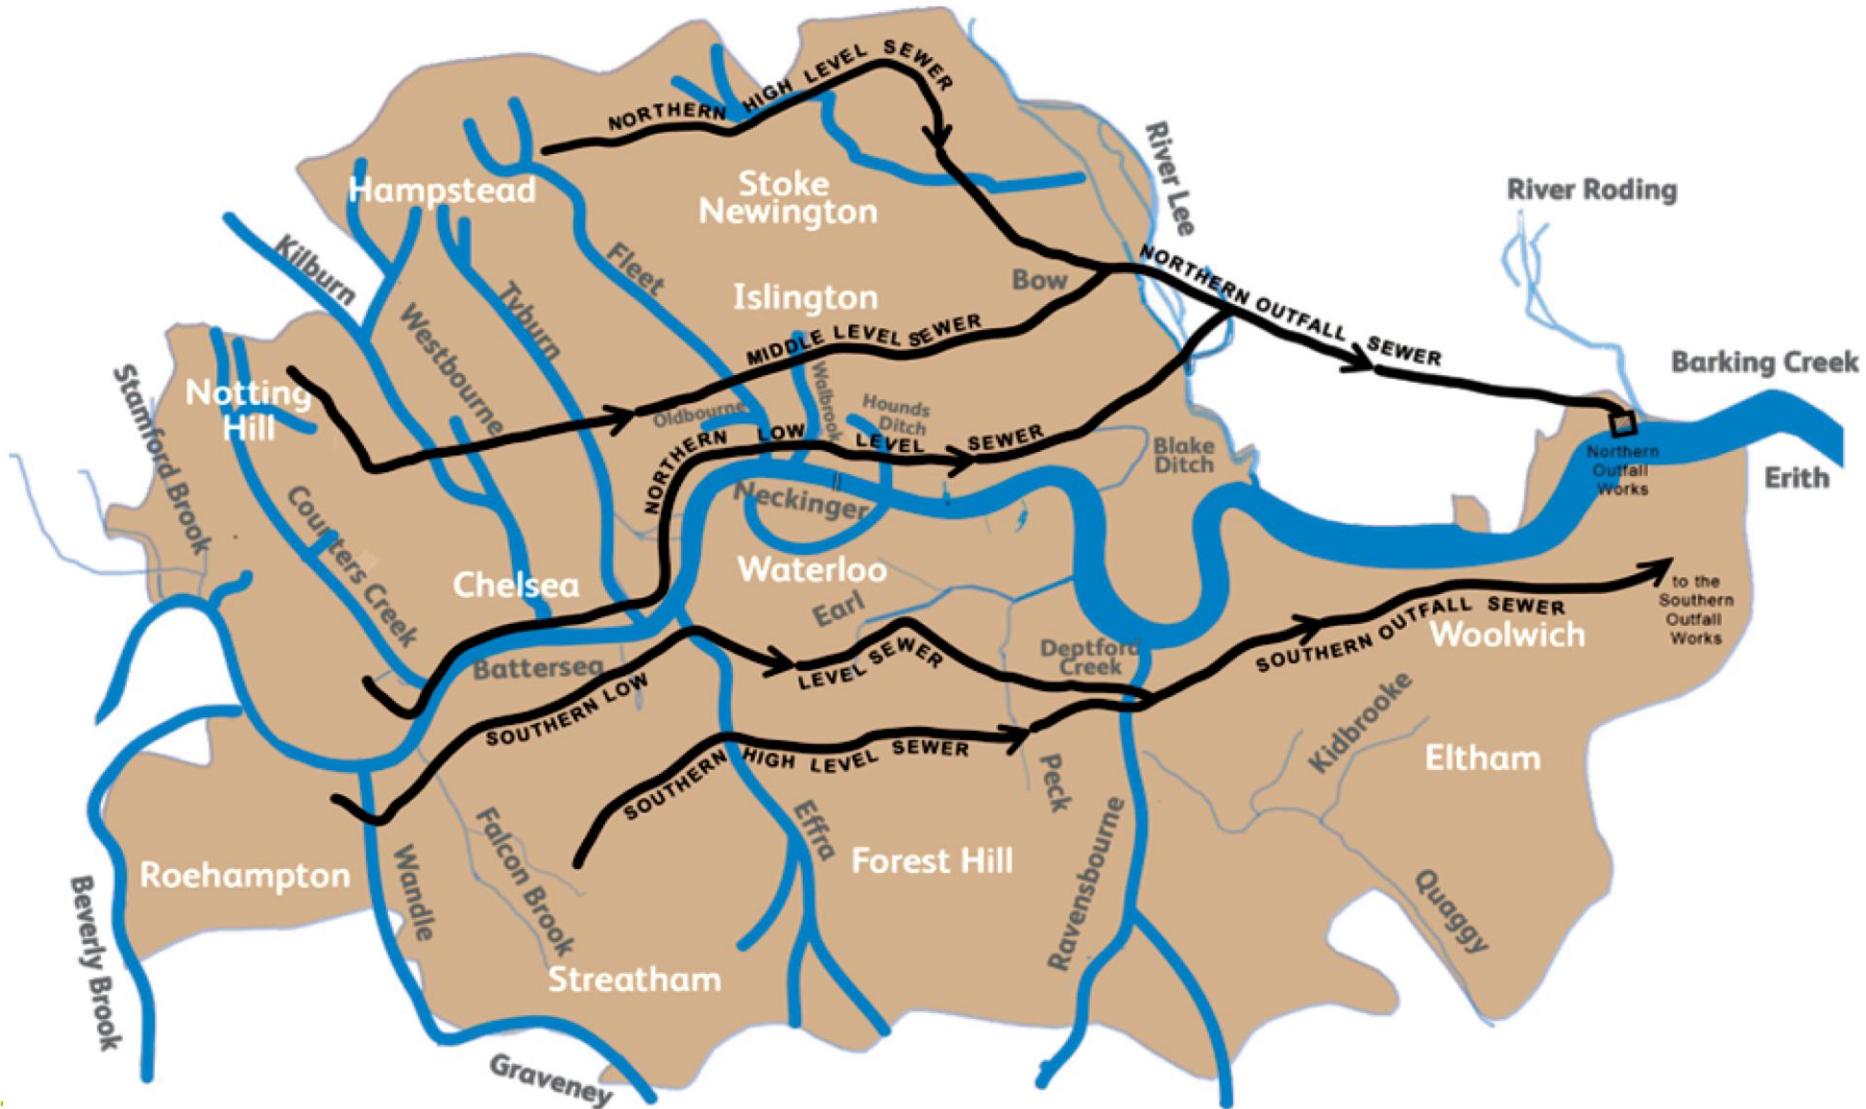 NORTHERN HIGH LEVEL SEWER
River Lee
River Roding
Hampstead
Stoke
Newington
Kilburn
Fleet
Bow
NORTHERN OUTFALL SEWER
Islington
Tyburn
Westbourne
MIDDLE LEVEL SEWER
Barking Creek
Stamford Brook
Notting
Hill
Oldbourne
Walbrook
Hounds
Ditch
NORTHERN LOW LEVEL SEWER
Blake
Ditch
Northern
Outfall
Works
Erith
Neckinger
Counters Creek
Chelsea
Waterloo
Earl
to the
Southern
Outfall
Works
Battersea
Deptford
Creek
SOUTHERN OUTFALL SEWER
Woolwich
SOUTHERN LOW LEVEL SEWER
Kidbrooke
SOUTHERN HIGH LEVEL SEWER
Peck
Eltham
Falcon Brook
Effra
Forest Hill
Ravensbourne
Roehampton
Wandle
Quaggy
Beverly Brook
Streatham
Graveney